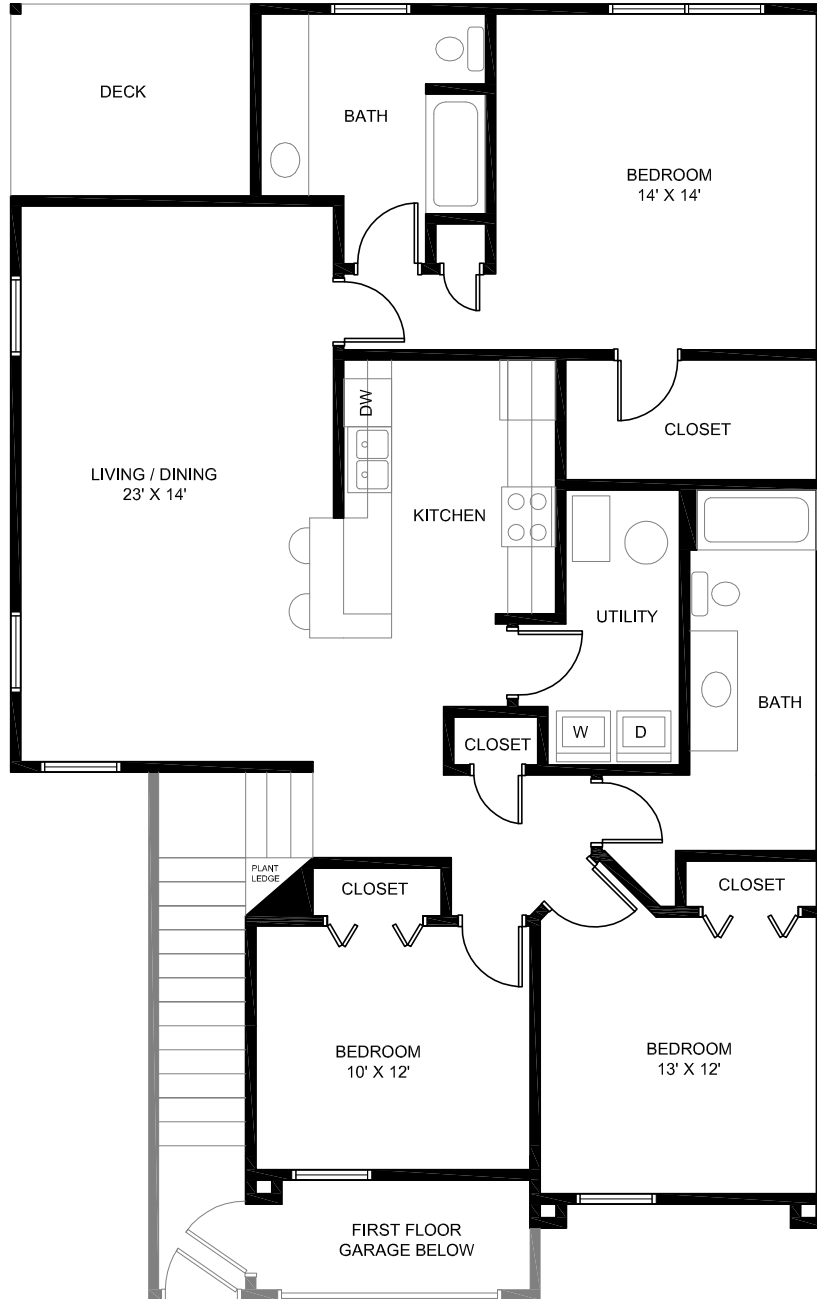 DECK
BATH
BEDROOM
14' X 14'
CLOSET
DW
LIVING / DINING
23' X 14'
KITCHEN
UTILITY
BATH
W
D
CLOSET
PLANT
LEDGE
CLOSET
CLOSET
BEDROOM
10' X 12'
BEDROOM
13' X 12'
FIRST FLOOR
GARAGE BELOW